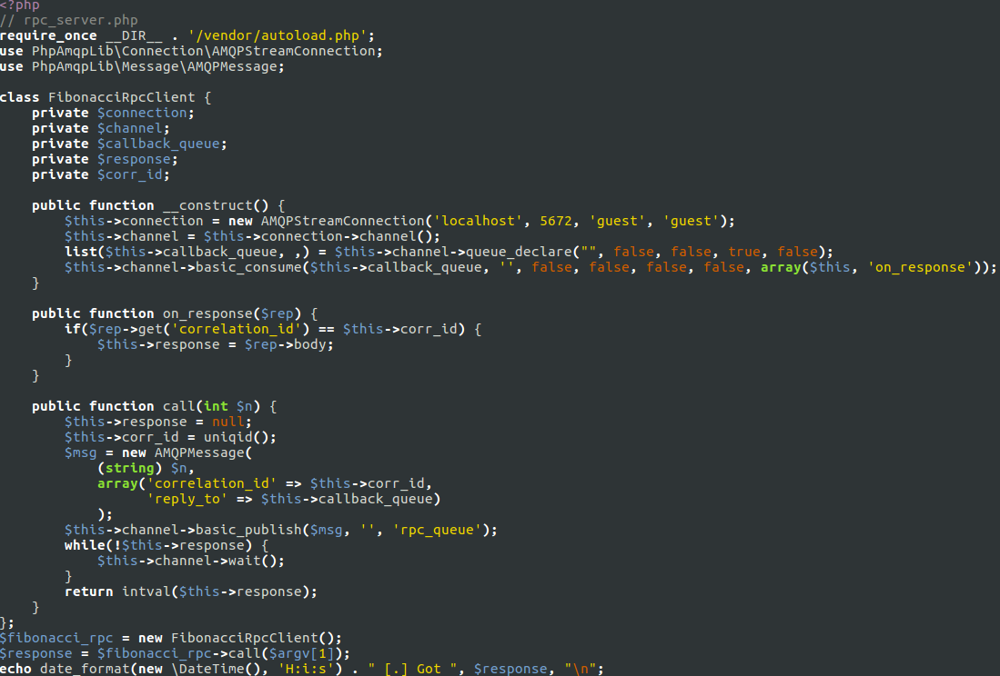 <?php
// rpc_server.php
require_once __DIR__ . '/vendor/autoload.php';
use PhpAmqpLib\Connection\AMQPStreamConnection;
use PhpAmqpLib\Message\AMQPMessage;

class FibonacciRpcClient {
    private $connection;
    private $channel;
    private $callback_queue;
    private $response;
    private $corr_id;

    public function __construct() {
        $this->connection = new AMQPStreamConnection('localhost', 5672, 'guest', 'guest');
        $this->channel = $this->connection->channel();
        list($this->callback_queue, ,) = $this->channel->queue_declare("", false, false, true, false);
        $this->channel->basic_consume($this->callback_queue, '', false, false, false, false, array($this, 'on_response'));
    }

    public function on_response($rep) {
        if($rep->get('correlation_id') == $this->corr_id) {
            $this->response = $rep->body;
        }
    }

    public function call(int $n) {
        $this->response = null;
        $this->corr_id = uniqid();
        $msg = new AMQPMessage(
            (string) $n,
            array('correlation_id' => $this->corr_id,
                  'reply_to' => $this->callback_queue)
            );
        $this->channel->basic_publish($msg, '', 'rpc_queue');
        while(!$this->response) {
            $this->channel->wait();
        }
        return intval($this->response);
    }
};
$fibonacci_rpc = new FibonacciRpcClient();
$response = $fibonacci_rpc->call($argv[1]);
echo date_format(new \DateTime(), 'H:i:s') . " [.] Got ", $response, "\n";